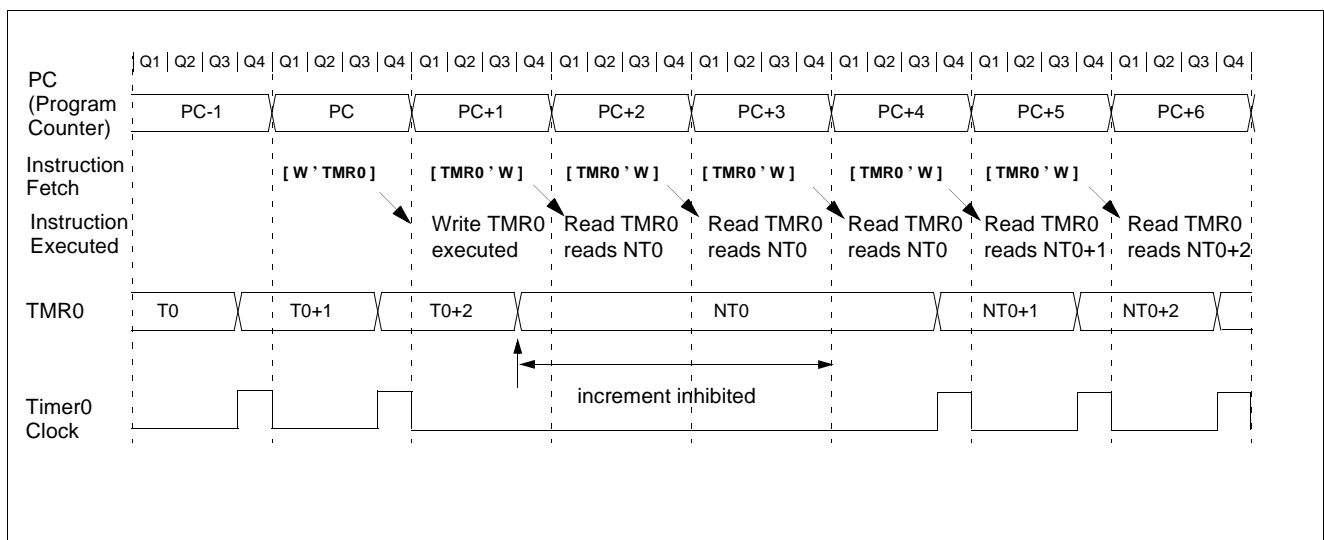 Q1 Q2 Q3 Q4 Q1 Q2 Q3 Q4 Q1 Q2 Q3 Q4 Q1 Q2 Q3 Q4 Q1 Q2 Q3 Q4 Q1 Q2 Q3 Q4 Q1 Q2 Q3 Q4 Q1 Q2 Q3 Q4
PC
(Program
Counter)
PC-1 PC PC+1 PC+2 PC+3 PC+4 PC+5 PC+6
Instruction
Fetch
[ W ’ TMR0 ] [ TMR0 ’ W ] [ TMR0 ’ W ] [ TMR0 ’ W ] [ TMR0 ’ W ] [ TMR0 ’ W ]
Instruction
Executed
Write TMR0
executed
Read TMR0
reads NT0
Read TMR0
reads NT0
Read TMR0
reads NT0
Read TMR0
reads NT0+1
Read TMR0
reads NT0+2
TMR0
T0 T0+1 T0+2 NT0 NT0+1 NT0+2
increment inhibited
Timer0
Clock